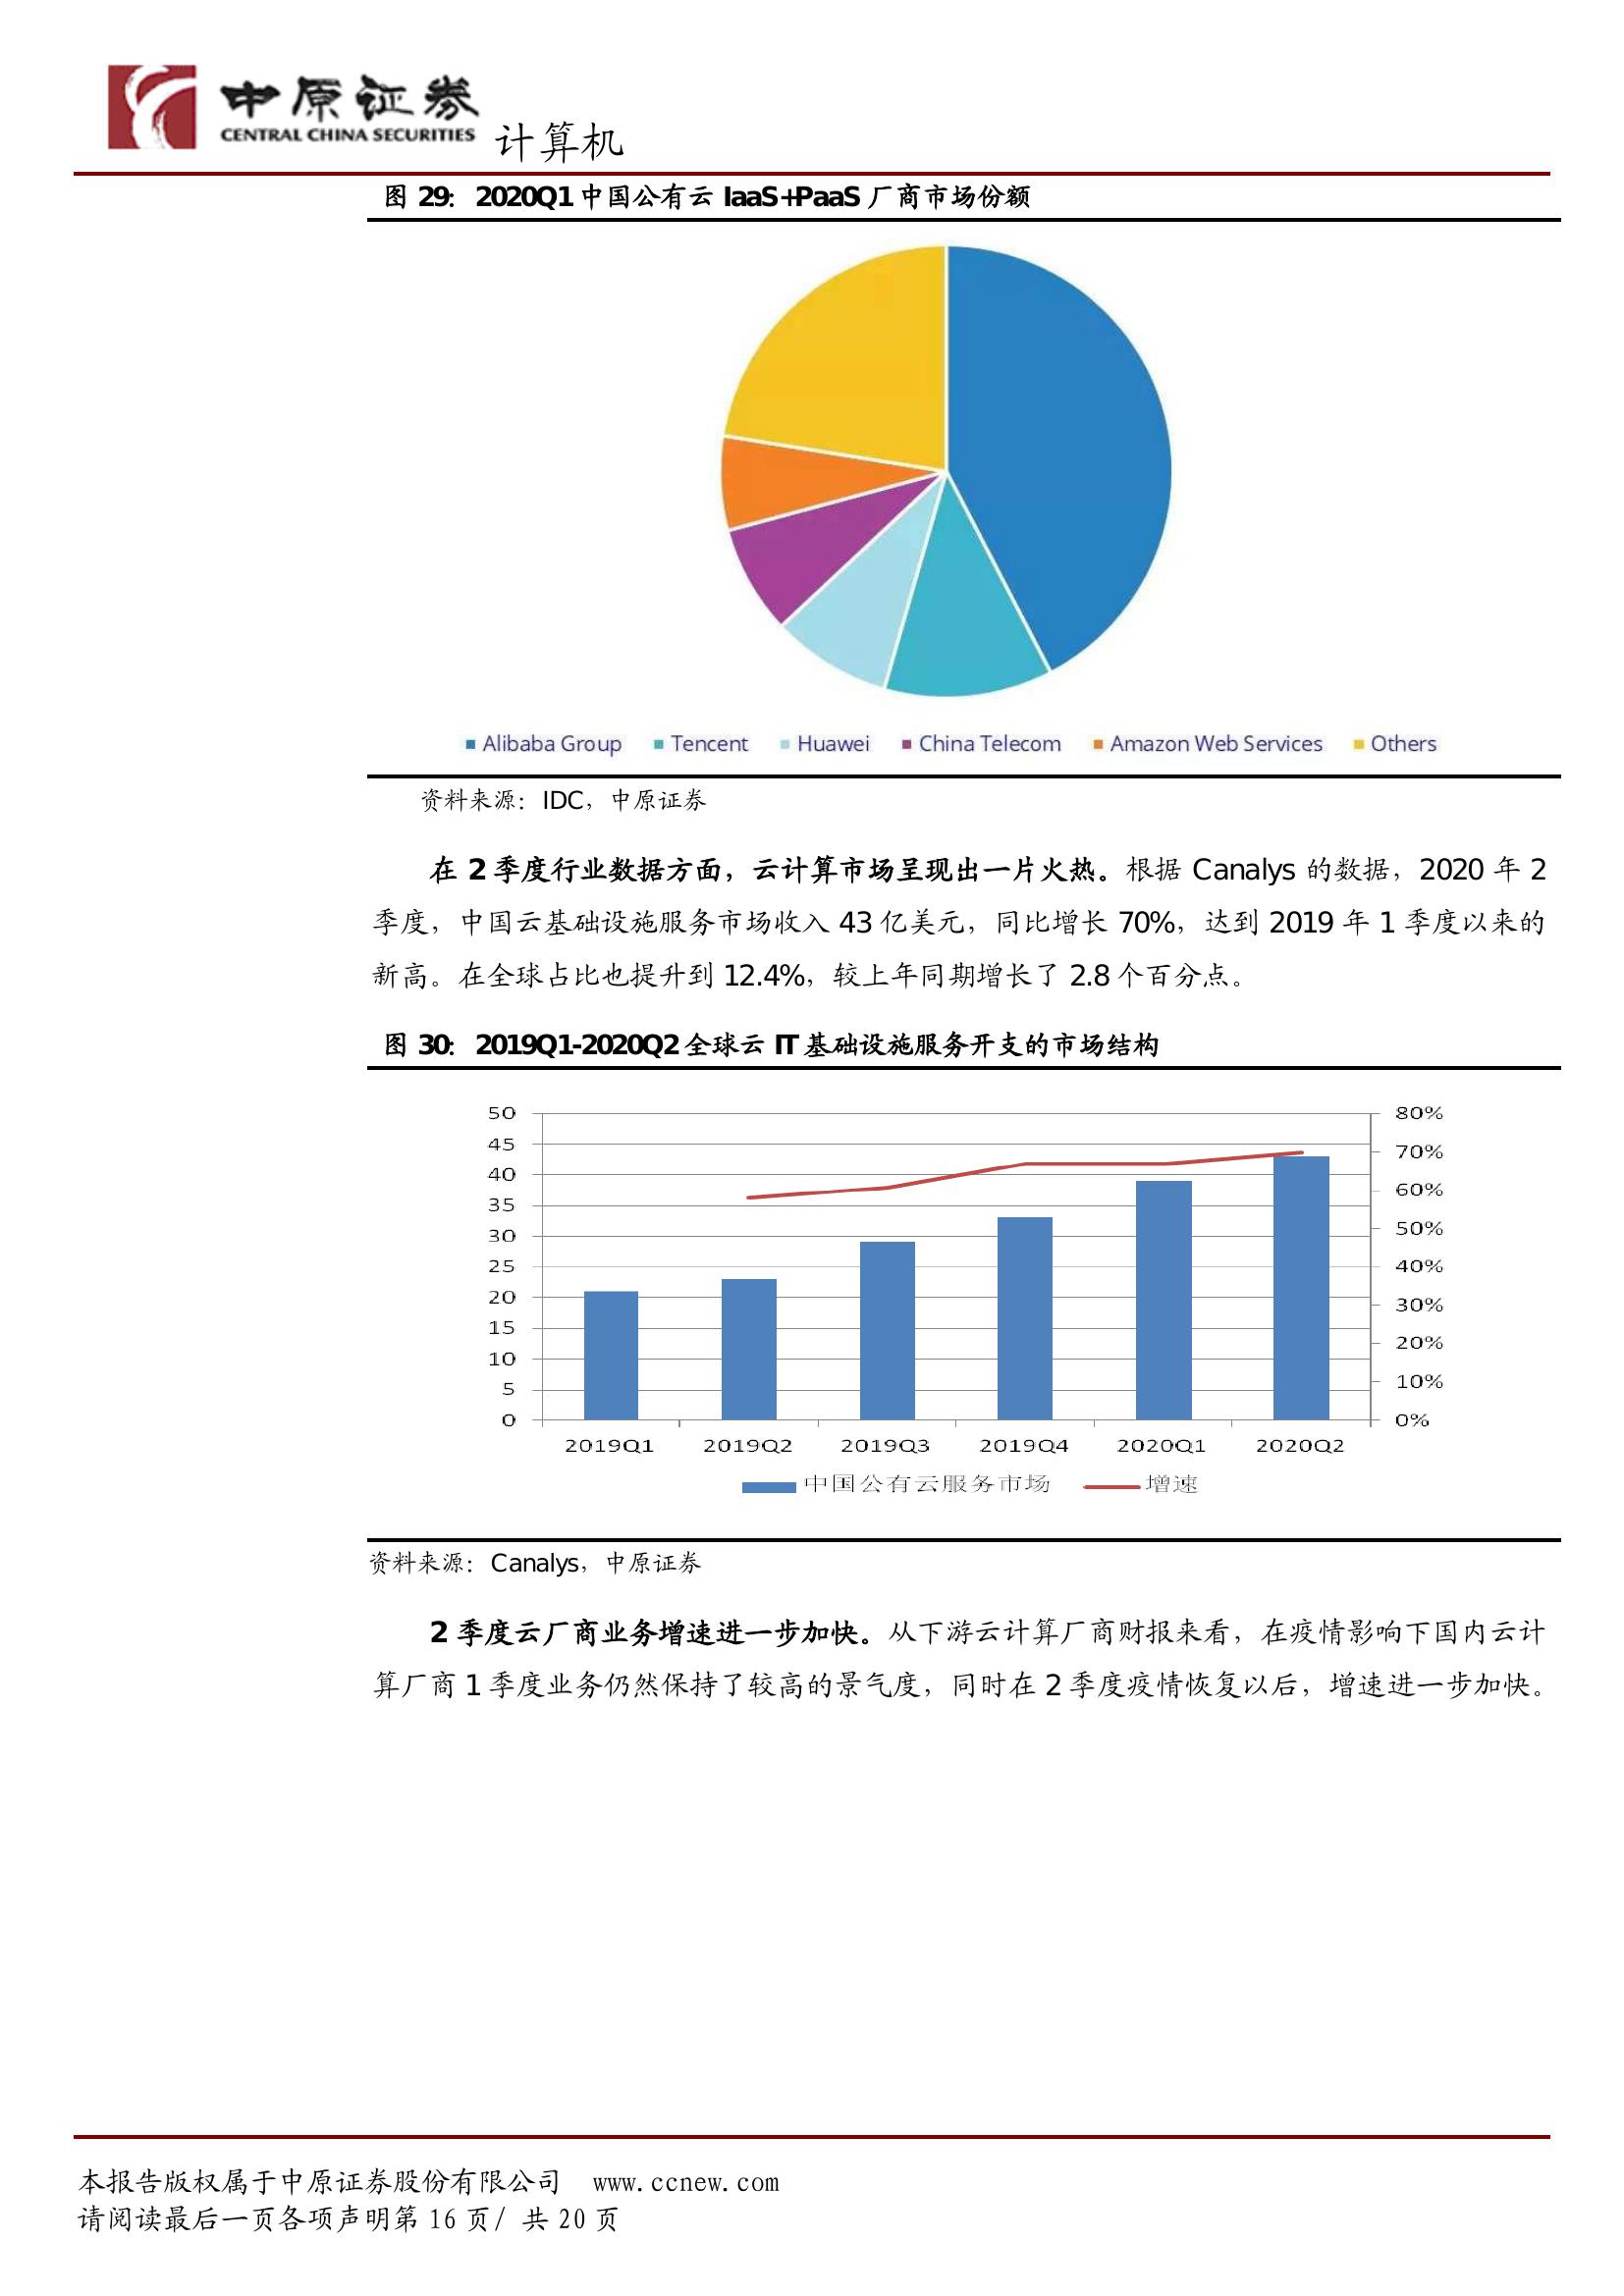 中原证券
CENTRAL CHINA SECURITIES
计算机
图 29：2020Q1 中国公有云 IaaS+PaaS 厂商市场份额
Alibaba Group Tencent Huawei China Telecom Amazon Web Services Others
资料来源：IDC，中原证券
在 2 季度行业数据方面，云计算市场呈现出一片火热。根据 Canalys 的数据，2020 年 2
季度，中国云基础设施服务市场收入 43 亿美元，同比增长 70%，达到 2019 年 1 季度以来的
新高。在全球占比也提升到 12.4%，较上年同期增长了 2.8 个百分点。
图 30：2019Q1-2020Q2 全球云 IT 基础设施服务开支的市场结构
50 80%
45 70%
40 60%
35 50%
30 40%
25 30%
20 20%
15 10%
10 0%
5
0
2019Q1 2019Q2 2019Q3 2019Q4 2020Q1 2020Q2
中国公有云服务市场 增速
资料来源：Canalys，中原证券
2 季度云厂商业务增速进一步加快。从下游云计算厂商财报来看，在疫情影响下国内云计
算厂商 1 季度业务仍然保持了较高的景气度，同时在 2 季度疫情恢复以后，增速进一步加快。
本报告版权属于中原证券股份有限公司 www.ccnew.com
请阅读最后一页各项声明第 16 页/ 共 20 页